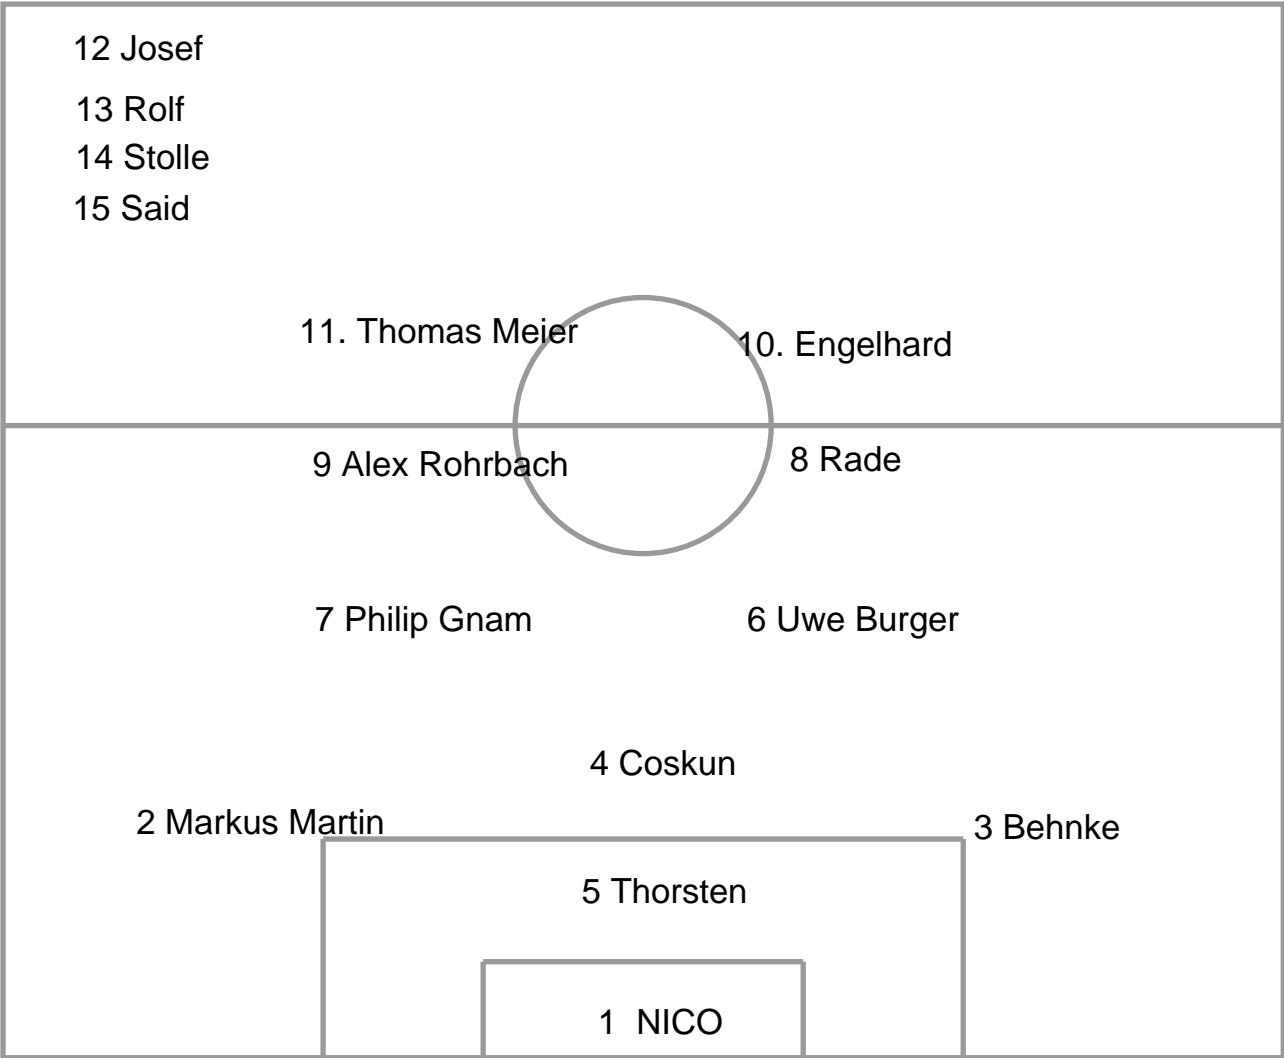 12 Josef
13 Rolf
14 Stolle
15 Said
11. Thomas Meier
10. Engelhard
9 Alex Rohrbach
8 Rade
7 Philip Gnam
6 Uwe Burger
4 Coskun
2 Markus Martin
3 Behnke
5 Thorsten
1  NICO